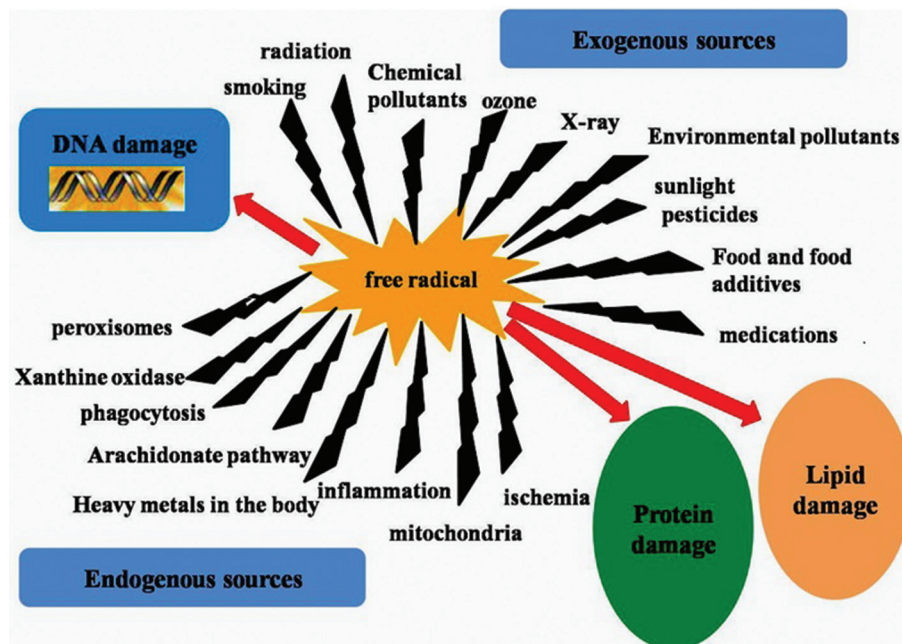 Exogenous sources
radiation
smoking
Chemical
pollutants
ozone
X-ray
Environmental pollutants
DNA damage
sunlight
pesticides
free radical
Food and food
additives
peroxisomes
medications
Xanthine oxidase
phagocytosis
Arachidonate pathway
Heavy metals in the body
inflammation
mitochondria
ischemia
Lipid
damage
Protein
damage
Endogenous sources